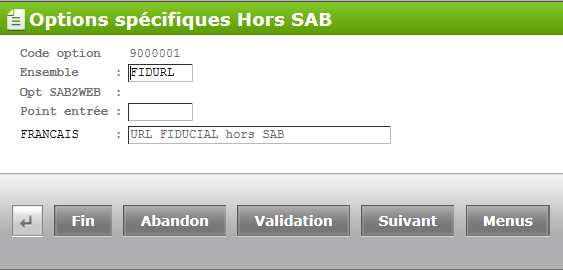 Options spécifiques Hors SAB
Code option 9000001
Ensemble : FIDURL
Opt SAB2WEB :
Point entrée :
FRANCAIS : URL FIDUCIAL hors SAB
Fin Abandon Validation Suivant Menus